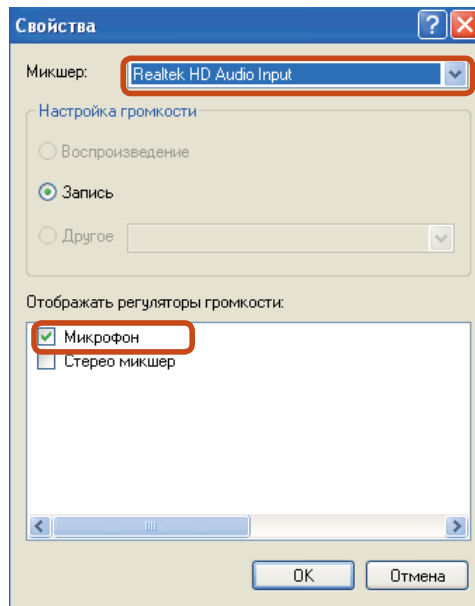 Свойства
Микшер: Realtek HD Audio Input
Настройка громкости
Воспроизведение
Запись
Другое
Отображать регуляторы громкости:
Микрофон
Стерео микшер
OK Отмена